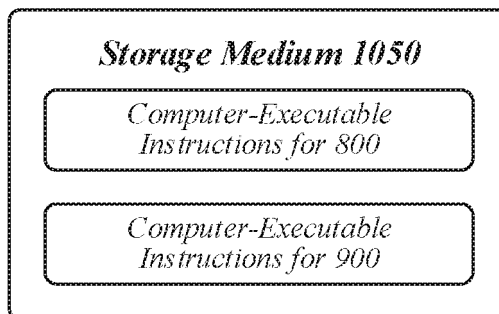 Storage Medium 1050
Computer-Executable
Instructions for 800
Computer-Executable
Instructions for 900